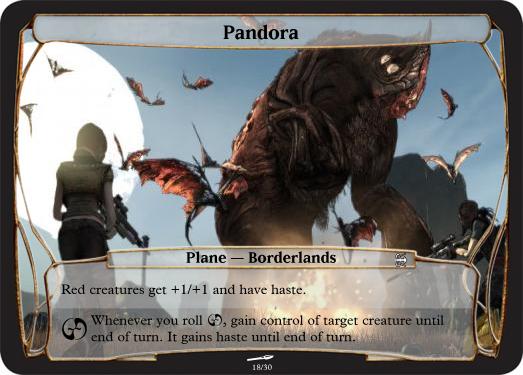 Pandora
Plane — Borderlands
Red creatures get +1/+1 and have haste.
Whenever you roll , gain control of target creature until
end of turn. It gains haste until end of turn.
18/30